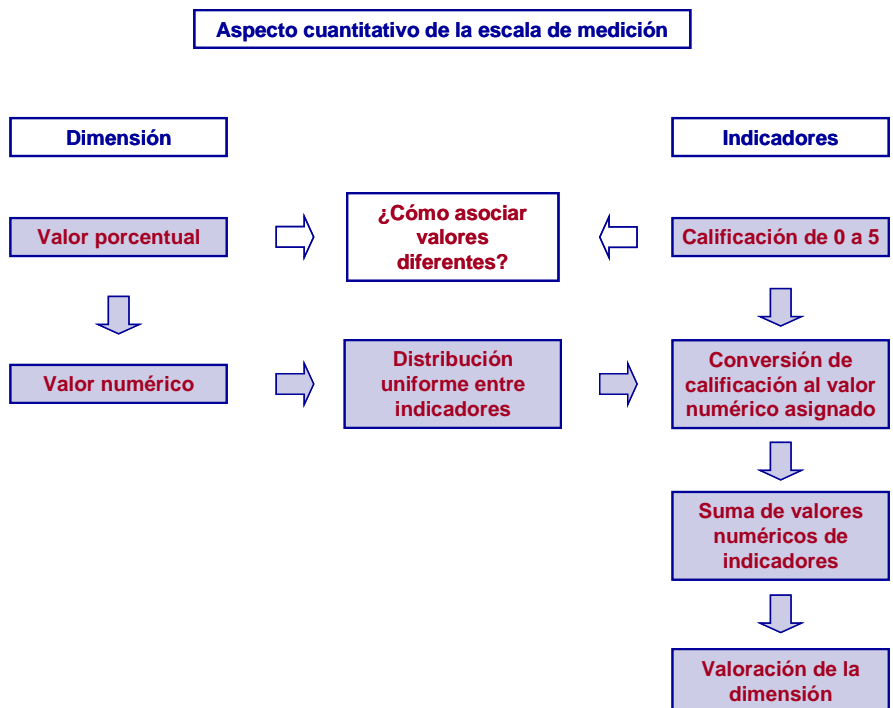 Aspecto cuantitativo de la escala de medición
Dimensión
Indicadores
Valor porcentual
¿Cómo asociar
valores
diferentes?
Calificación de 0 a 5
Valor numérico
Distribución
uniforme entre
indicadores
Conversión de
calificación al valor
numérico asignado
Suma de valores
numéricos de
indicadores
Valoración de la
dimensión